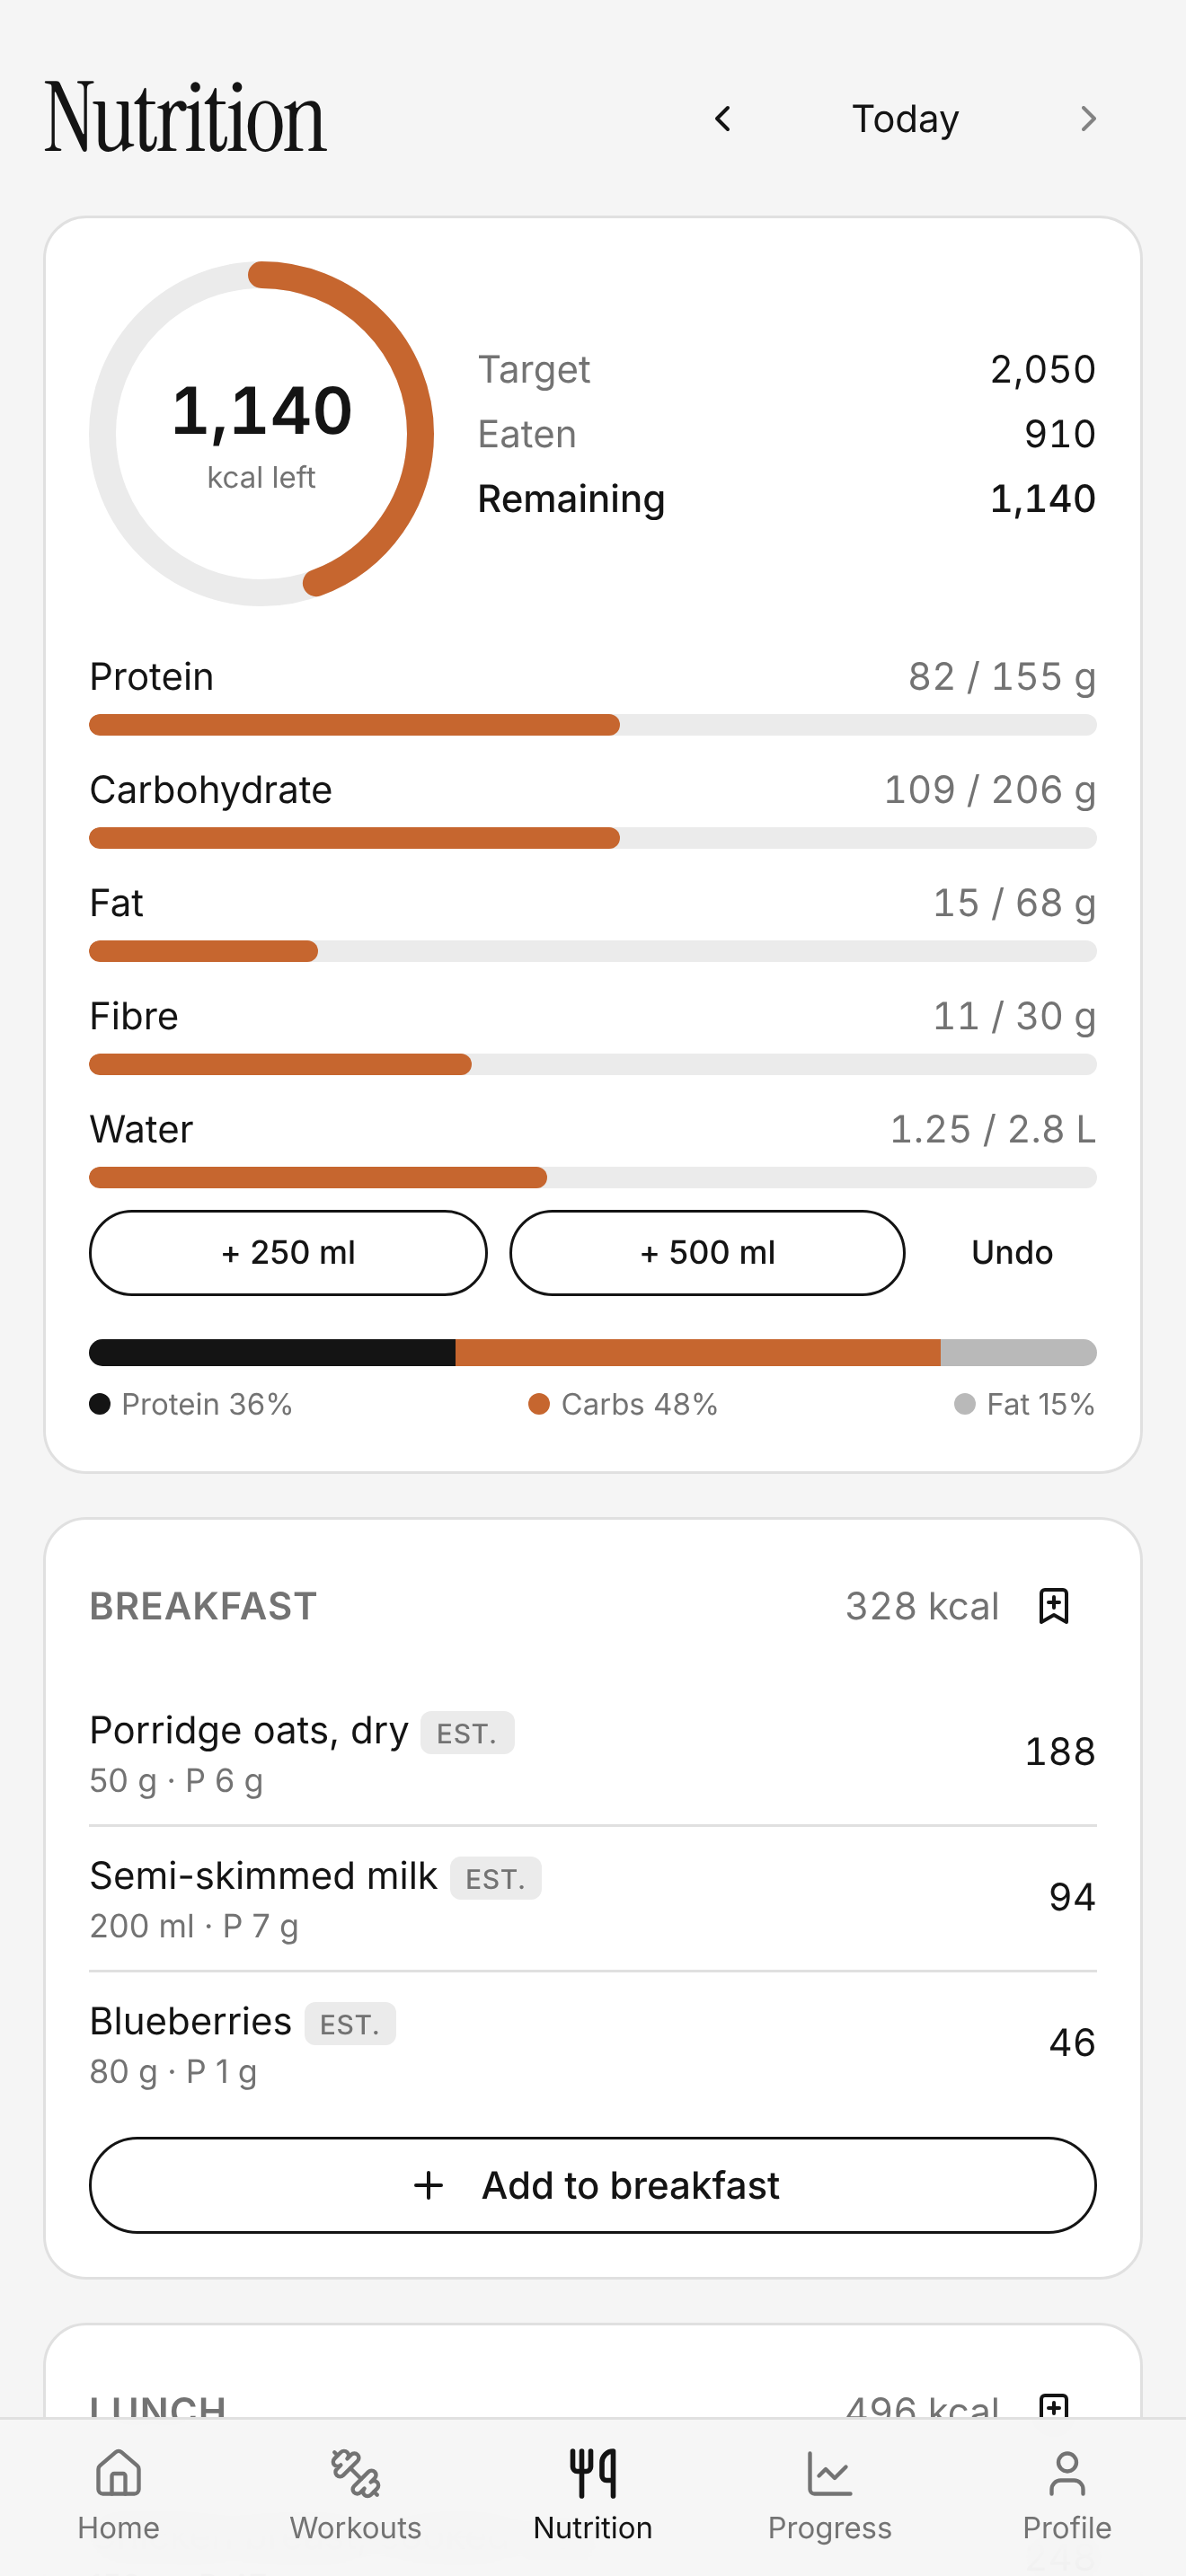 Nutrition
Today
1,140
kcal left
Target 2,050
Eaten 910
Remaining 1,140
Protein 82 / 155 g
Carbohydrate 109 / 206 g
Fat 15 / 68 g
Fibre 11 / 30 g
Water 1.25 / 2.8 L
+ 250 ml + 500 ml Undo
Protein 36% Carbs 48% Fat 15%
BREAKFAST 328 kcal
Porridge oats, dry EST.
50 g · P 6 g
188
Semi-skimmed milk EST.
200 ml · P 7 g
94
Blueberries EST.
80 g · P 1 g
46
+ Add to breakfast
LUNCH 496 kcal
Home Workouts Nutrition Progress Profile